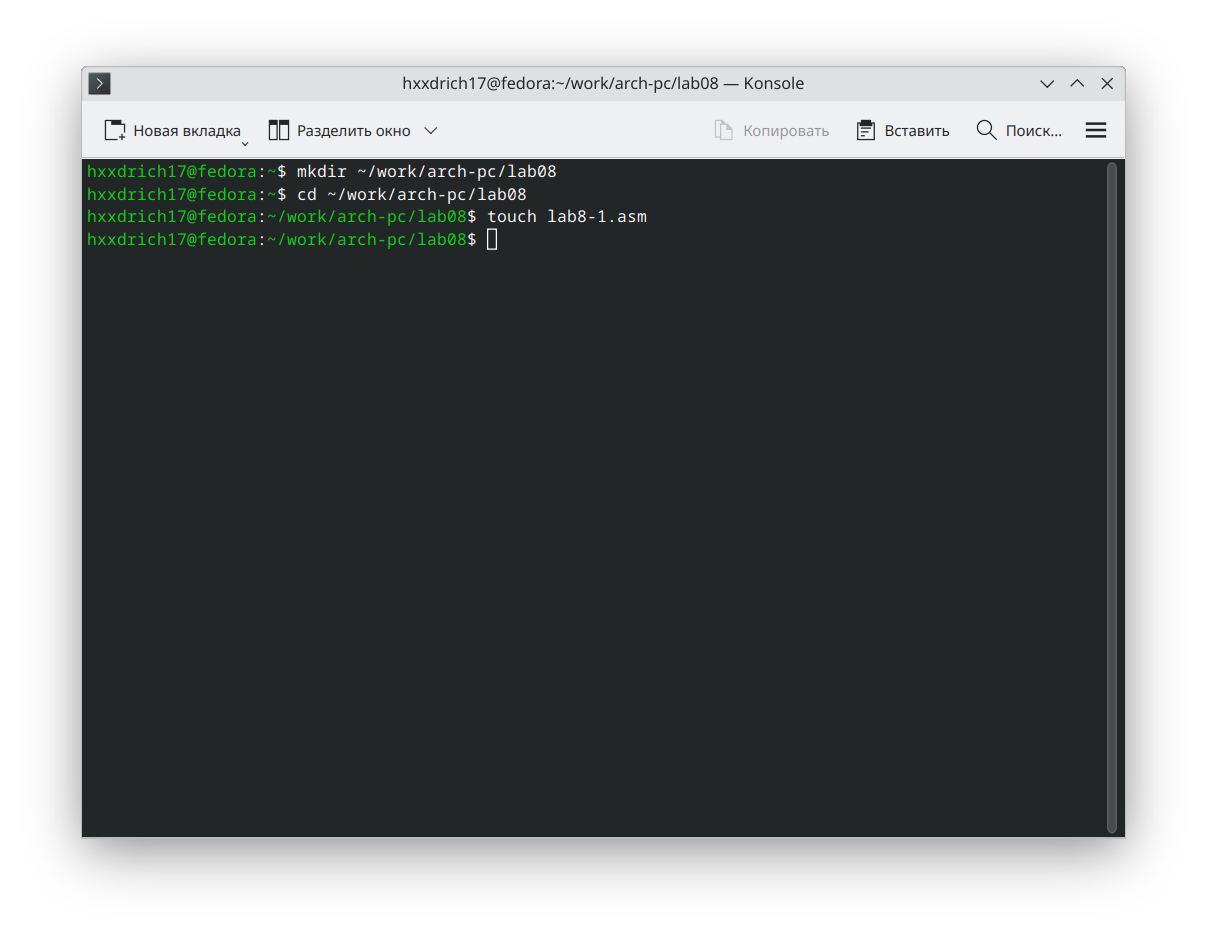 hxxdrich17@fedora:~/work/arch-pc/lab08 — Konsole
Новая вкладка Разделить окно Копировать Вставить Поиск...
hxxdrich17@fedora:~$ mkdir ~/work/arch-pc/lab08
hxxdrich17@fedora:~$ cd ~/work/arch-pc/lab08
hxxdrich17@fedora:~/work/arch-pc/lab08$ touch lab8-1.asm
hxxdrich17@fedora:~/work/arch-pc/lab08$